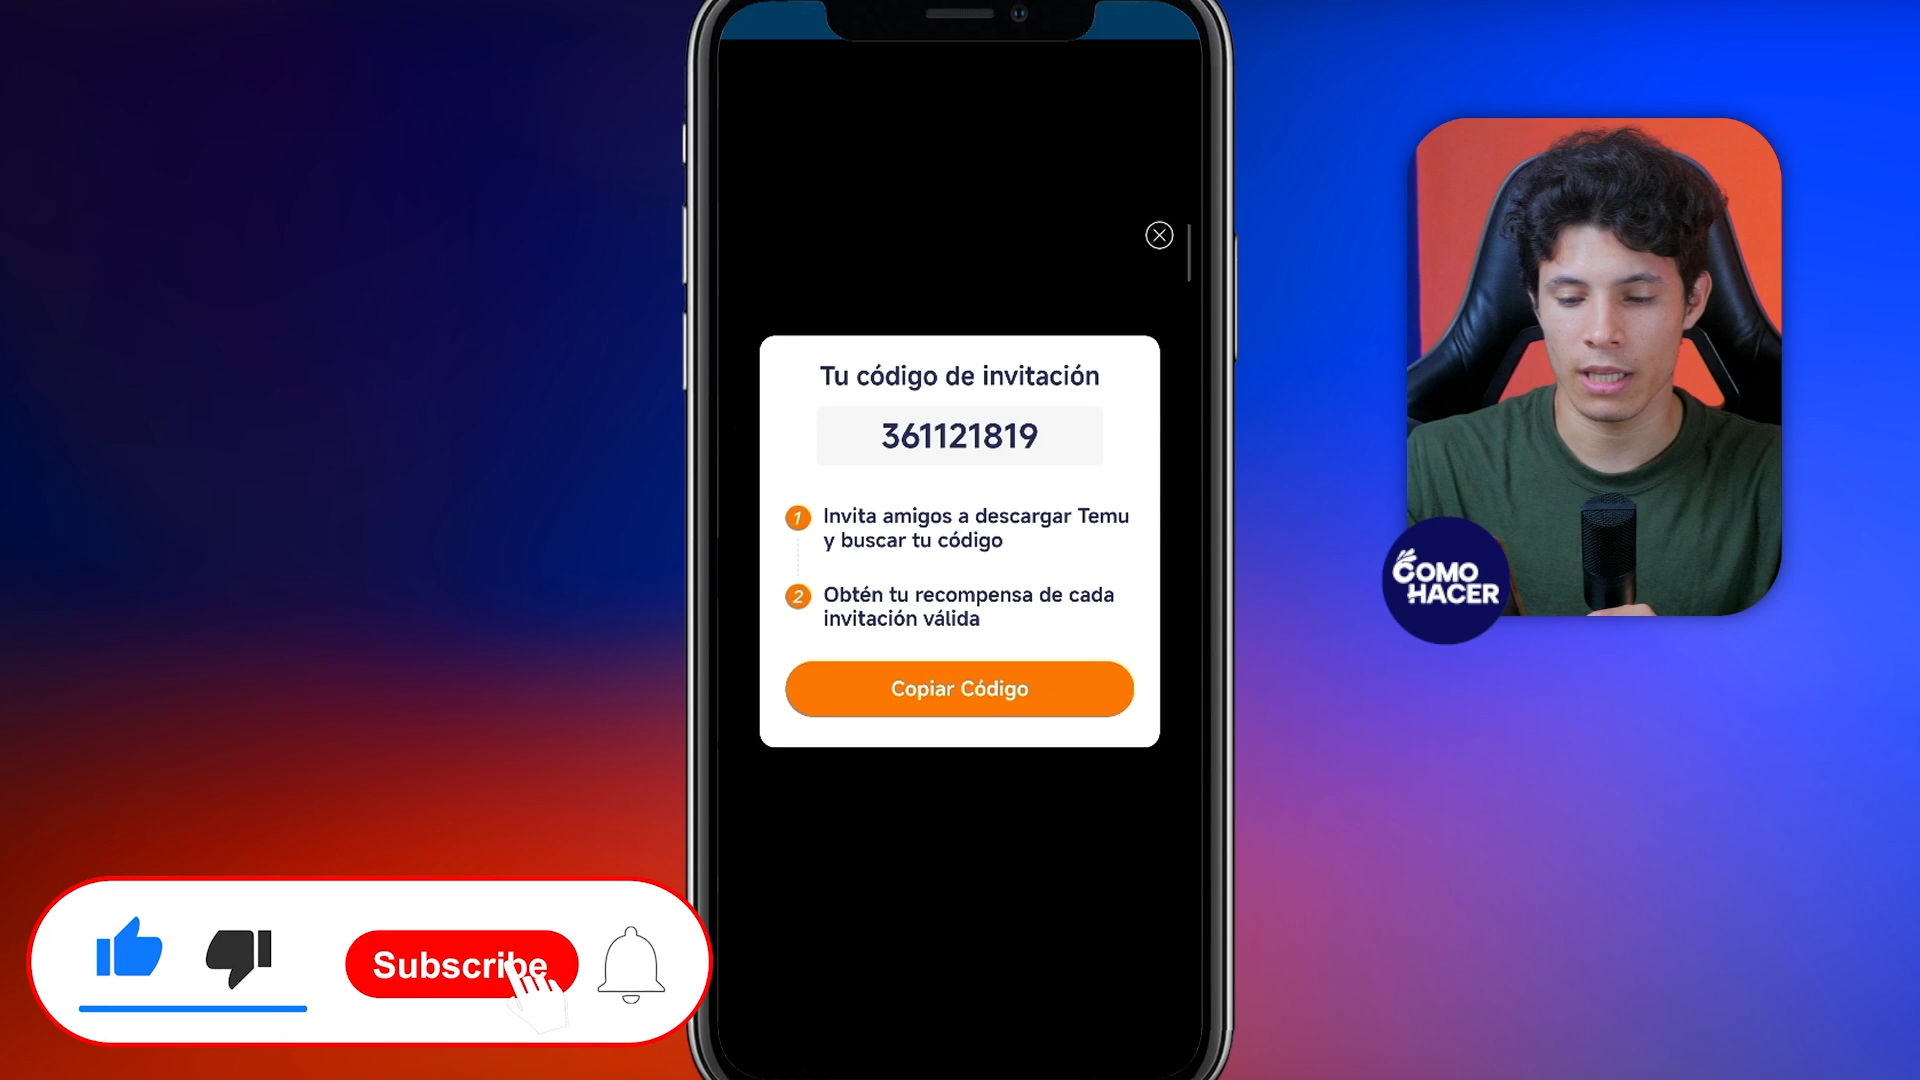 Tu código de invitación
361121819
1 Invita amigos a descargar Temu
y buscar tu código
2 Obtén tu recompensa de cada
invitación válida
Copiar Código
COMO
HACER
Subscribe